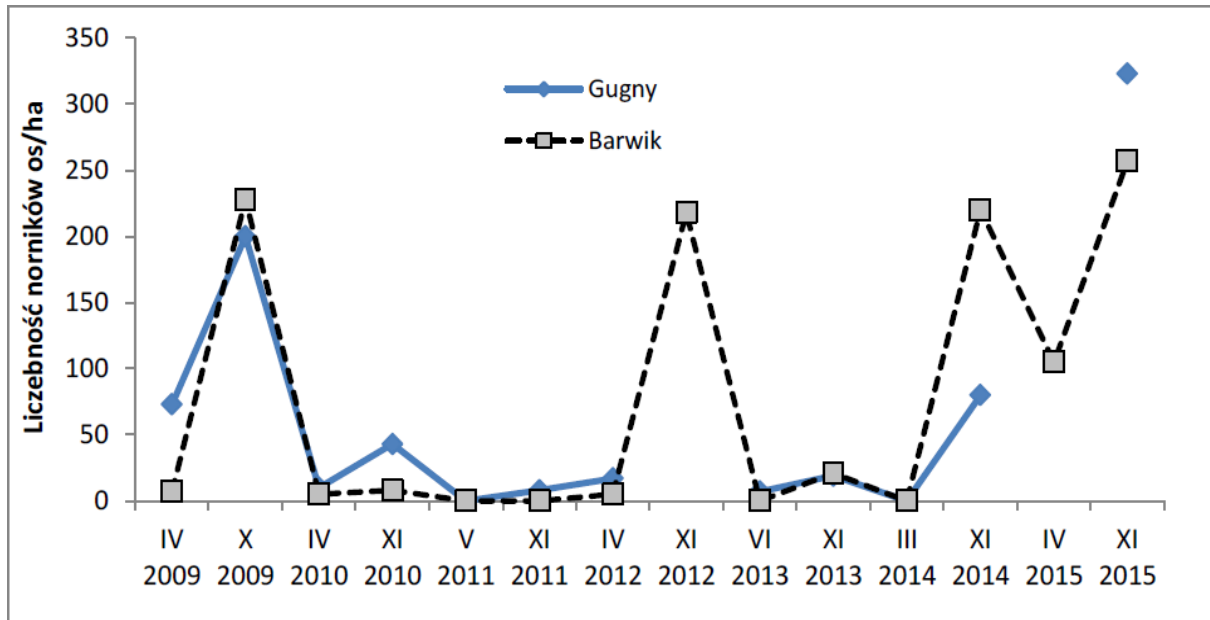 Liczebność norników os/ha
350
300
250
200
150
100
50
0
Gugny
Barwik
IV X IV XI V XI IV XI VI XI III XI IV XI
2009 2009 2010 2010 2011 2011 2012 2012 2013 2013 2014 2014 2015 2015